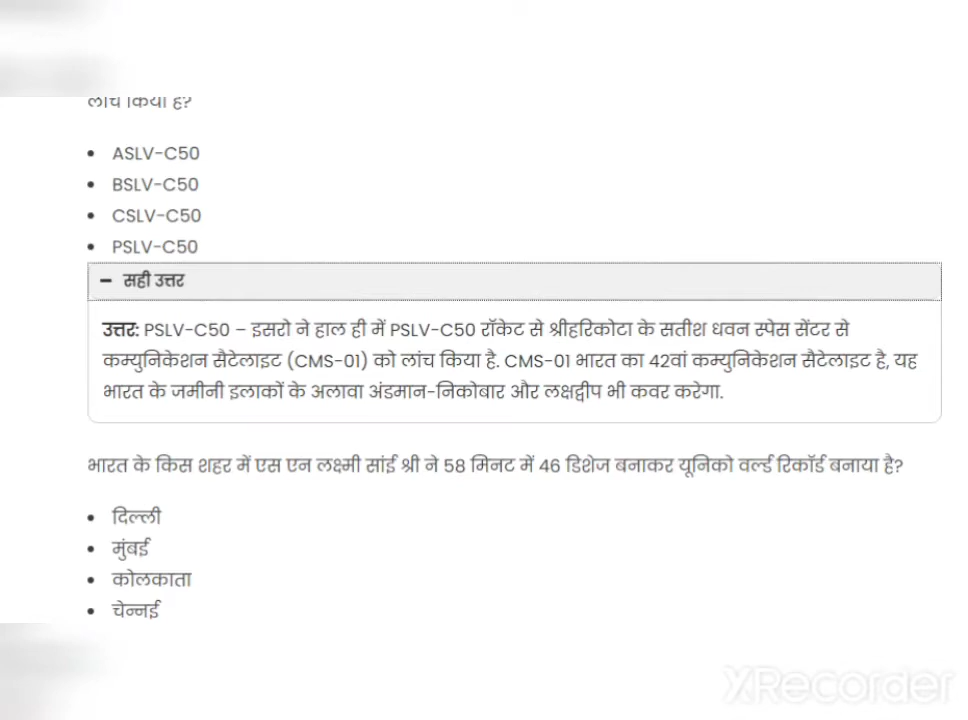 लांच किया है?
ASLV-C50
BSLV-C50
CSLV-C50
PSLV-C50
– सही उत्तर
उत्तर: PSLV-C50 – इसरो ने हाल ही में PSLV-C50 रॉकेट से श्रीहरिकोटा के सतीश धवन स्पेस सेंटर से
कम्युनिकेशन सैटेलाइट (CMS-01) को लांच किया है. CMS-01 भारत का 42वां कम्युनिकेशन सैटेलाइट है, यह
भारत के जमीनी इलाकों के अलावा अंडमान-निकोबार और लक्षद्वीप भी कवर करेगा.
भारत के किस शहर में एस एन लक्ष्मी सांई श्री ने 58 मिनट में 46 डिशेज बनाकर यूनिको वर्ल्ड रिकॉर्ड बनाया है?
दिल्ली
मुंबई
कोलकाता
चेन्नई
XRecorder